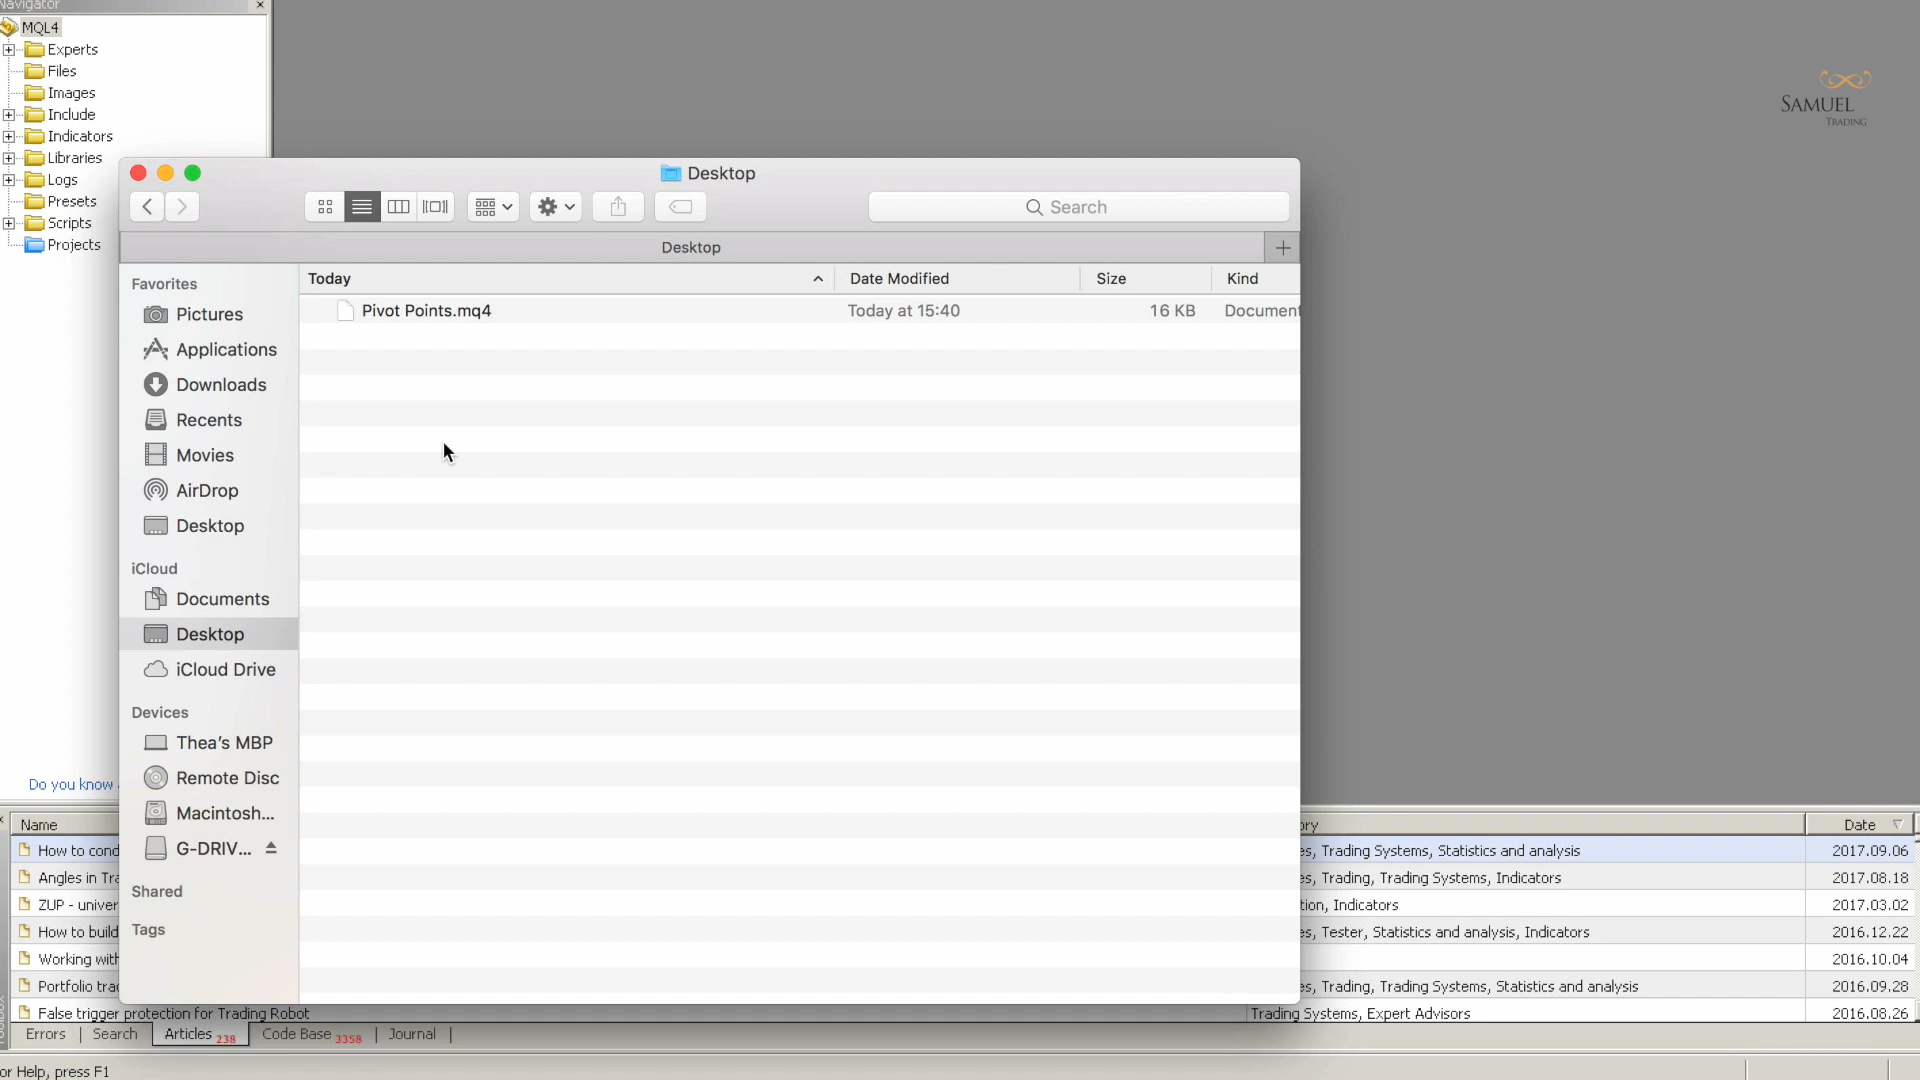 Navigator
MQL4
Experts
Files
Images
Include
Indicators
Libraries
Logs
Presets
Scripts
Projects
SAMUEL
TRADING
Desktop
Search
Desktop
Today
Date Modified
Size
Kind
Pivot Points.mq4
Today at 15:40
16 KB
Document
Favorites
Pictures
Applications
Downloads
Recents
Movies
AirDrop
Desktop
iCloud
Documents
Desktop
iCloud Drive
Devices
Thea's MBP
Remote Disc
Macintosh...
G-DRIV...
Shared
Tags
Do you know
Name
ory
Date
How to cond
es, Trading Systems, Statistics and analysis
2017.09.06
Angles in Tra
es, Trading, Trading Systems, Indicators
2017.08.18
ZUP - univer
tion, Indicators
2017.03.02
How to build
es, Tester, Statistics and analysis, Indicators
2016.12.22
Working with
2016.10.04
Portfolio trad
es, Trading, Trading Systems, Statistics and analysis
2016.09.28
False trigger protection for Trading Robot
Trading Systems, Expert Advisors
2016.08.26
Errors
Search
Articles 238
Code Base 3358
Journal
or Help, press F1